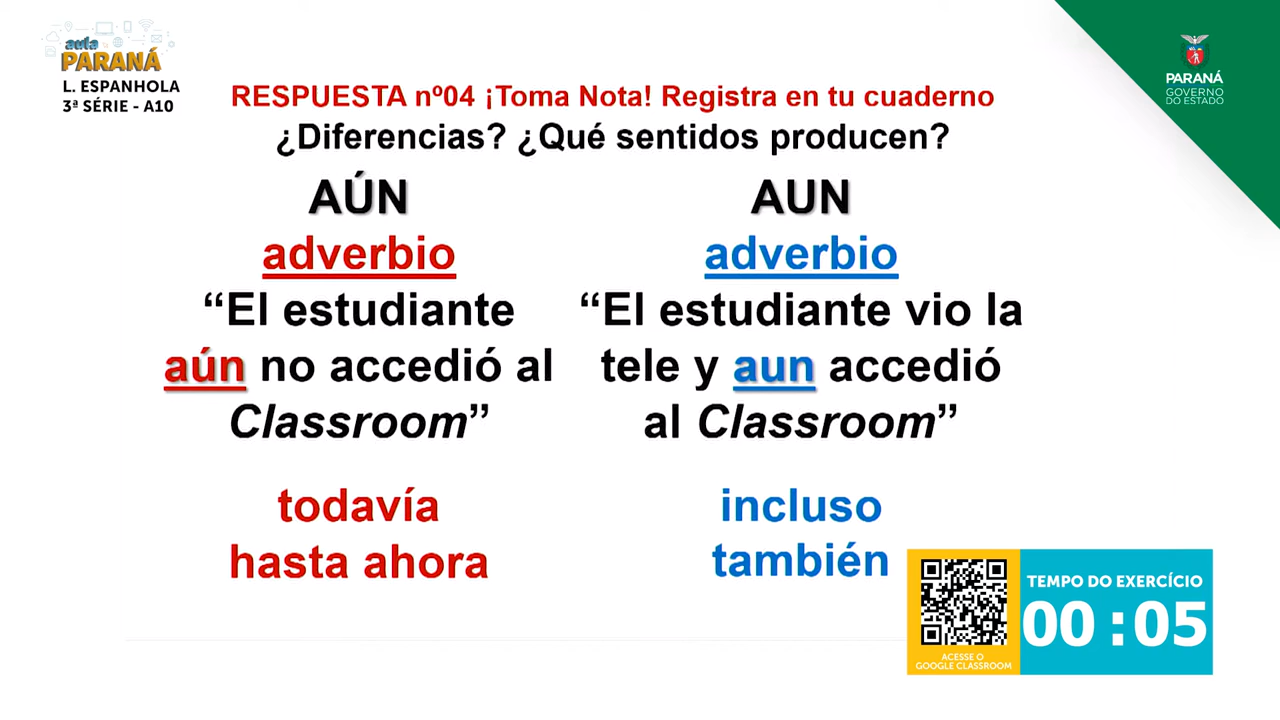 aula
PARANÁ
L. ESPANHOLA
3ª SÉRIE - A10
PARANÁ
GOVERNO
DO ESTADO
RESPUESTA nº04 ¡Toma Nota! Registra en tu cuaderno
¿Diferencias? ¿Qué sentidos producen?
AÚN
adverbio
“El estudiante
aún no accedió al
Classroom”
todavía
hasta ahora
AUN
adverbio
“El estudiante vio la
tele y aun accedió
al Classroom”
incluso
también
ACESSE O
GOOGLE CLASSROOM
TEMPO DO EXERCÍCIO
00 : 05